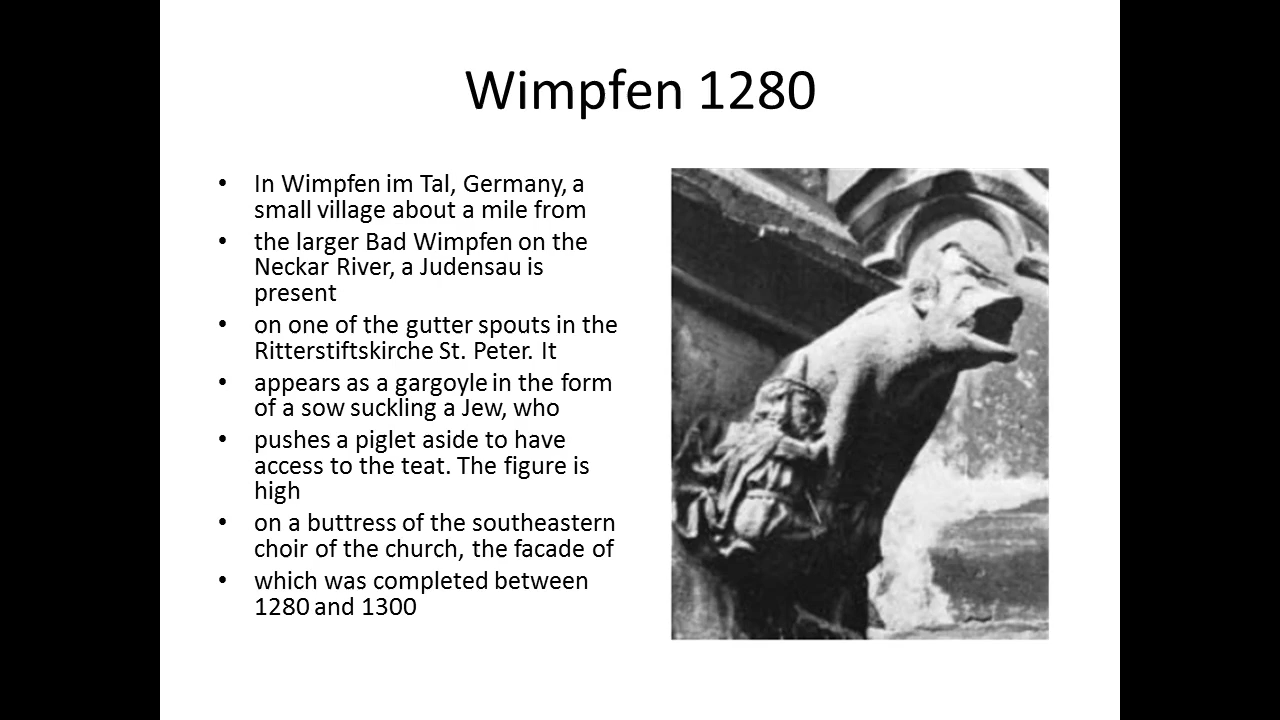 Wimpfen 1280
• In Wimpfen im Tal, Germany, a
small village about a mile from
• the larger Bad Wimpfen on the
Neckar River, a Judensau is
present
• on one of the gutter spouts in the
Ritterstiftskirche St. Peter. It
• appears as a gargoyle in the form
of a sow suckling a Jew, who
• pushes a piglet aside to have
access to the teat. The figure is
high
• on a buttress of the southeastern
choir of the church, the facade of
• which was completed between
1280 and 1300